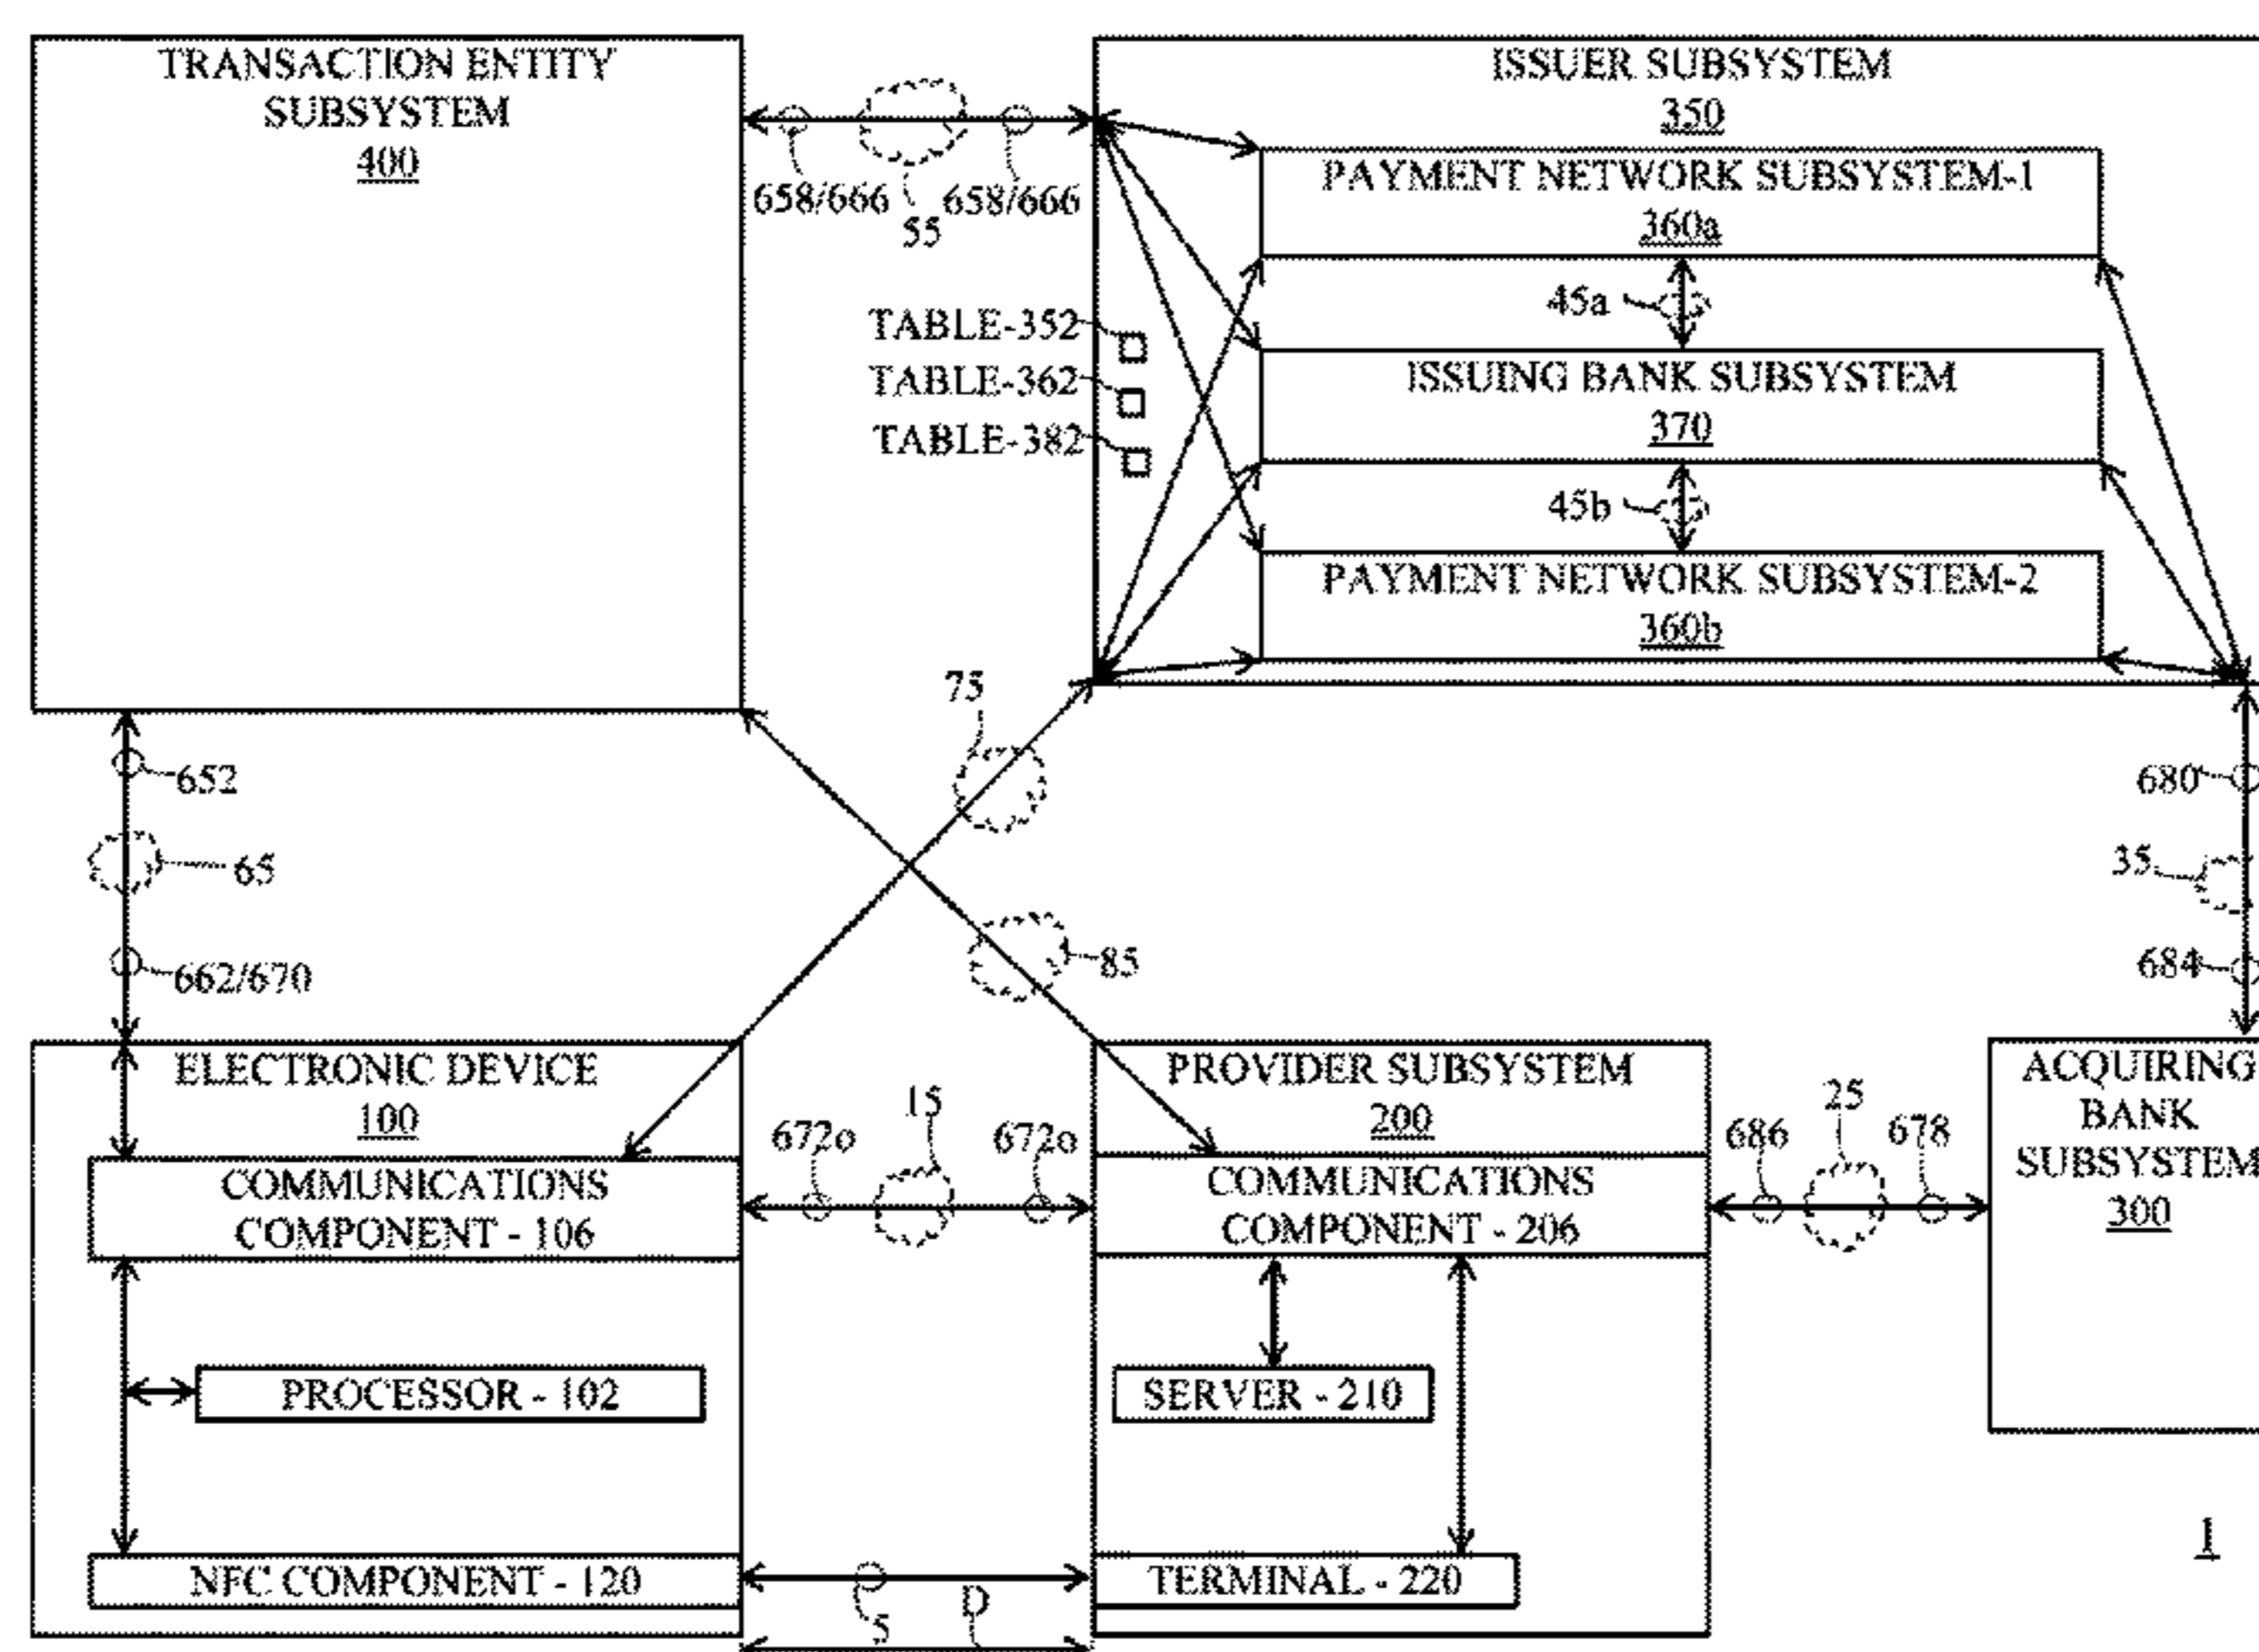 TRANSACTION ENTITY
SUBSYSTEM
400
658/666
55
658/666
ISSUER SUBSYSTEM
350
PAYMENT NETWORK SUBSYSTEM-1
360a
45a
TABLE-352
TABLE-362
TABLE-382
ISSUING BANK SUBSYSTEM
370
45b
PAYMENT NETWORK SUBSYSTEM-2
360b
75
652
65
662/670
85
680
35
684
ELECTRONIC DEVICE
100
COMMUNICATIONS
COMPONENT - 106
PROCESSOR - 102
NFC COMPONENT - 120
672o
15
672o
5
D
PROVIDER SUBSYSTEM
200
COMMUNICATIONS
COMPONENT - 206
SERVER - 210
TERMINAL - 220
686
25
678
ACQUIRING
BANK
SUBSYSTEM
300
1